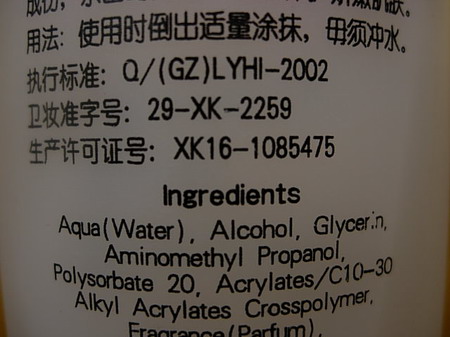 用法：使用时倒出适量涂抹，毋须冲水。
执行标准：Q/(GZ)LYHI-2002
卫妆准字号：29-XK-2259
生产许可证号：XK16-1085475
Ingredients
Aqua(Water), Alcohol, Glycerin,
Aminomethyl Propanol,
Polysorbate 20, Acrylates/C10-30
Alkyl Acrylates Crosspolymer,
Fragrance(Parfum),